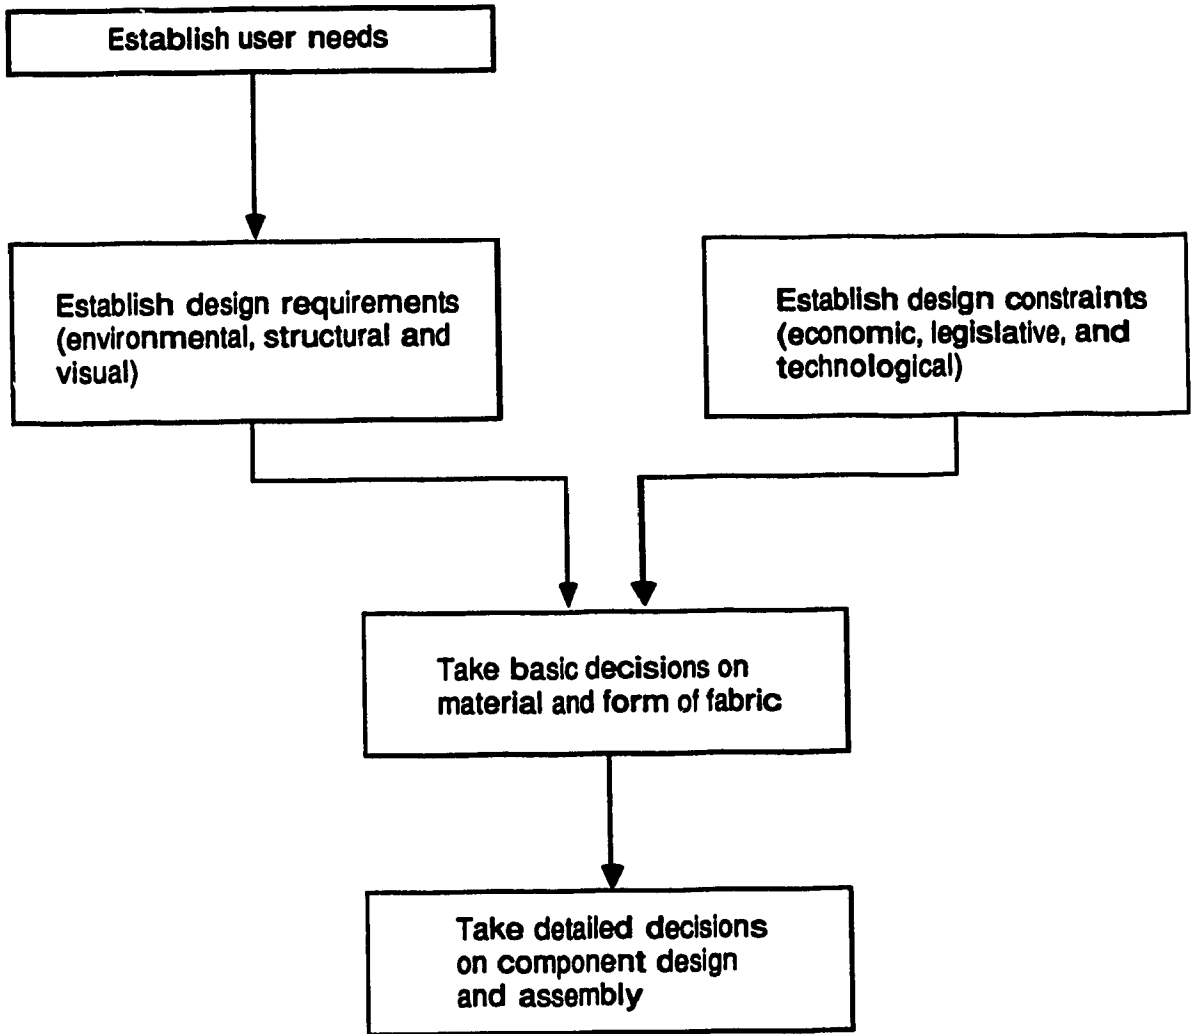 Establish user needs
Establish design requirements
(environmental, structural and
visual)
Establish design constraints
(economic, legislative, and
technological)
Take basic decisions on
material and form of fabric
Take detailed decisions
on component design
and assembly